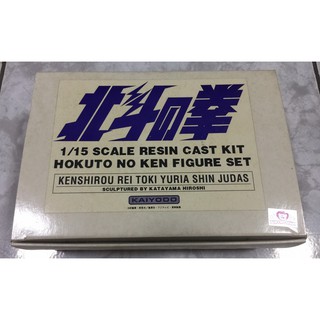 北斗の拳
1/15 SCALE RESIN CAST KIT
HOKUTO NO KEN FIGURE SET
KENSHIROU REI TOKI YURIA SHIN JUDAS
SCULPTURED BY KATAYAMA HIROSHI
KAIYODO